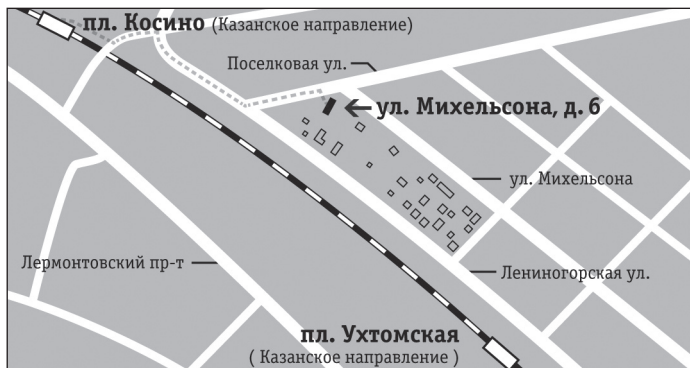 пл. Косино (Казанское направление)
Поселковая ул.
ул. Михельсона, д. 6
ул. Михельсона
Лермонтовский пр-т
Лениногорская ул.
пл. Ухтомская
( Казанское направление )